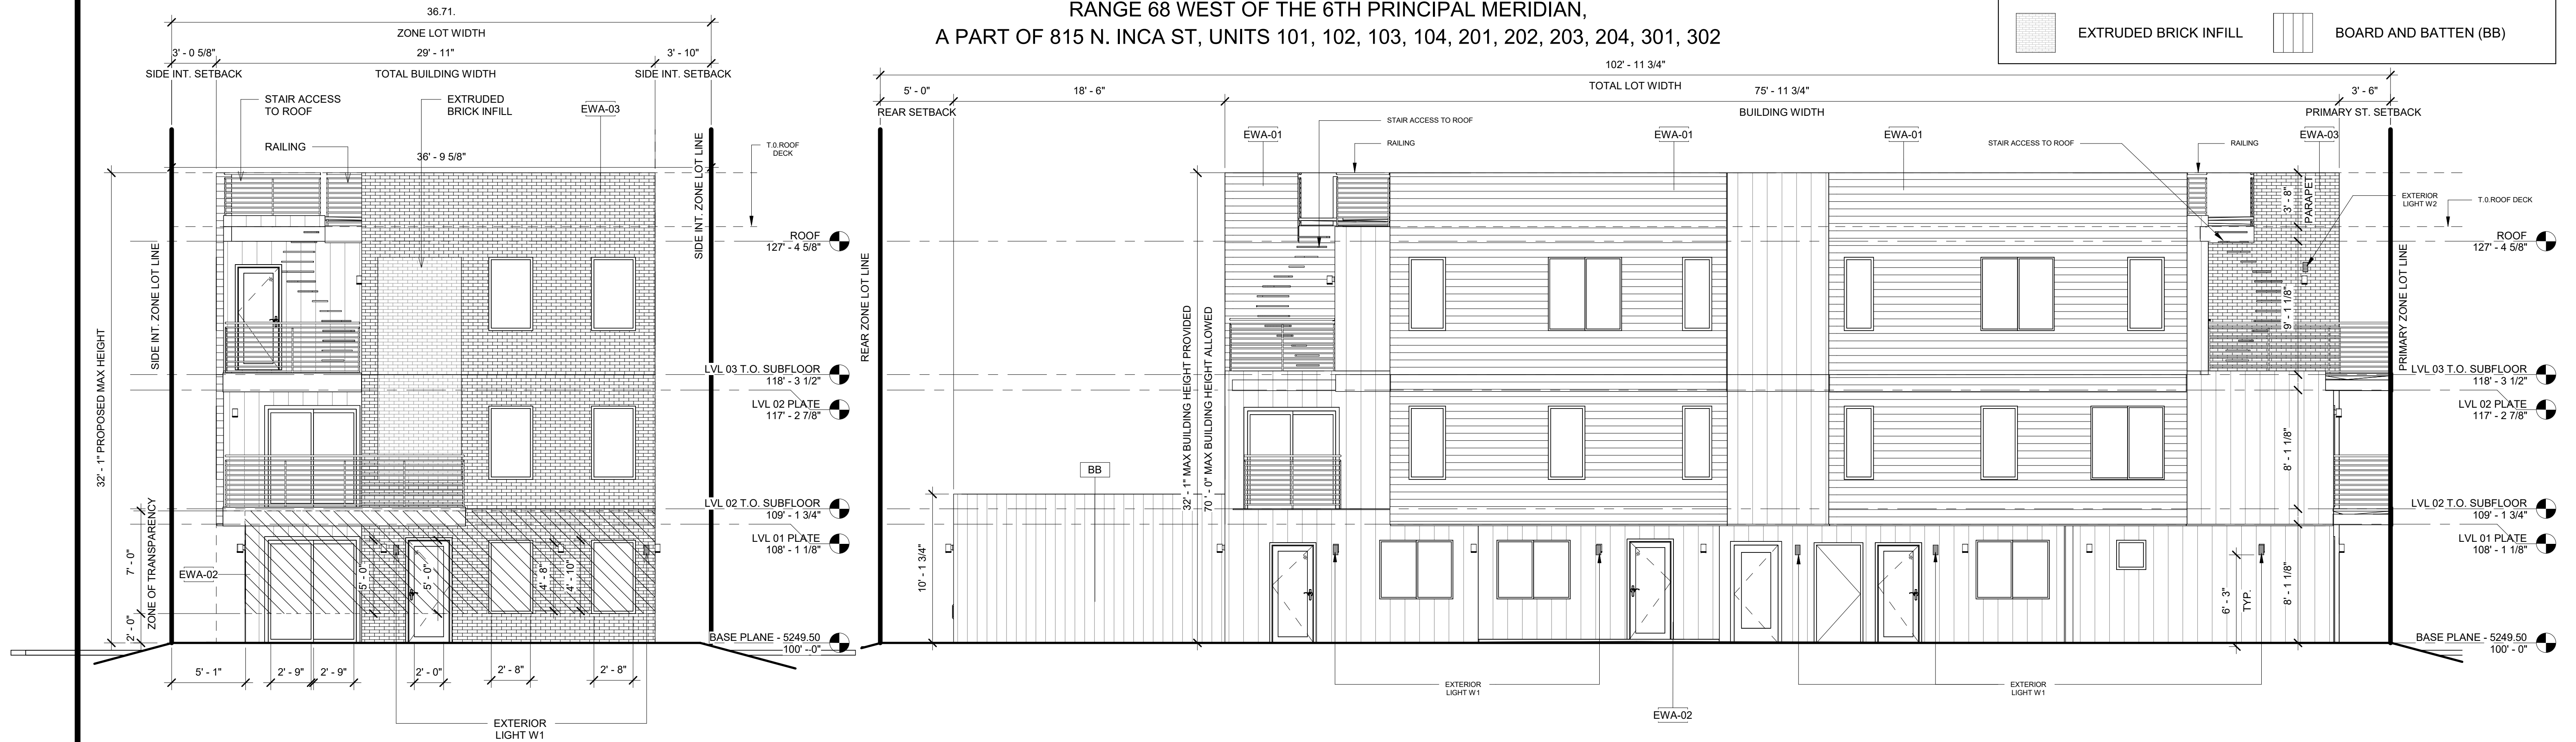 RANGE 68 WEST OF THE 6TH PRINCIPAL MERIDIAN,
A PART OF 815 N. INCA ST, UNITS 101, 102, 103, 104, 201, 202, 203, 204, 301, 302
EXTRUDED BRICK INFILL
BOARD AND BATTEN (BB)
36.71.
ZONE LOT WIDTH
3' - 0 5/8"
29' - 11"
3' - 10"
SIDE INT. SETBACK
TOTAL BUILDING WIDTH
SIDE INT. SETBACK
STAIR ACCESS
TO ROOF
EXTRUDED
BRICK INFILL
EWA-03
RAILING
36' - 9 5/8"
T.0.ROOF
DECK
SIDE INT. ZONE LOT LINE
SIDE INT. ZONE LOT LINE
32' - 1" PROPOSED MAX HEIGHT
ROOF
127' - 4 5/8"
LVL 03 T.O. SUBFLOOR
118' - 3 1/2"
LVL 02 PLATE
117' - 2 7/8"
LVL 02 T.O. SUBFLOOR
109' - 1 3/4"
LVL 01 PLATE
108' - 1 1/8"
BASE PLANE - 5249.50
100' - 0"
7' - 0"
2' - 0"
ZONE OF TRANSPARENCY
EWA-02
5' - 0"
5' - 0"
4' - 8"
4' - 10"
5' - 1"
2' - 9"
2' - 9"
2' - 0"
2' - 8"
2' - 8"
EXTERIOR
LIGHT W1
102' - 11 3/4"
TOTAL LOT WIDTH
5' - 0"
18' - 6"
75' - 11 3/4"
3' - 6"
REAR SETBACK
BUILDING WIDTH
PRIMARY ST. SETBACK
EWA-01
STAIR ACCESS TO ROOF
RAILING
EWA-01
EWA-01
STAIR ACCESS TO ROOF
RAILING
EWA-03
REAR ZONE LOT LINE
32' - 1" MAX BUILDING HEIGHT PROVIDED
70 ' - 0" MAX BUILDING HEIGHT ALLOWED
3' - 8"
PARAPET
EXTERIOR
LIGHT W2
T.0.ROOF DECK
PRIMARY ZONE LOT LINE
ROOF
127' - 4 5/8"
9' - 1 1/8"
LVL 03 T.O. SUBFLOOR
118' - 3 1/2"
LVL 02 PLATE
117' - 2 7/8"
8' - 1 1/8"
BB
LVL 02 T.O. SUBFLOOR
109' - 1 3/4"
LVL 01 PLATE
108' - 1 1/8"
10' - 1 3/4"
6' - 3"
TYP.
8' - 1 1/8"
BASE PLANE - 5249.50
100' - 0"
EXTERIOR
LIGHT W1
EXTERIOR
LIGHT W1
EWA-02